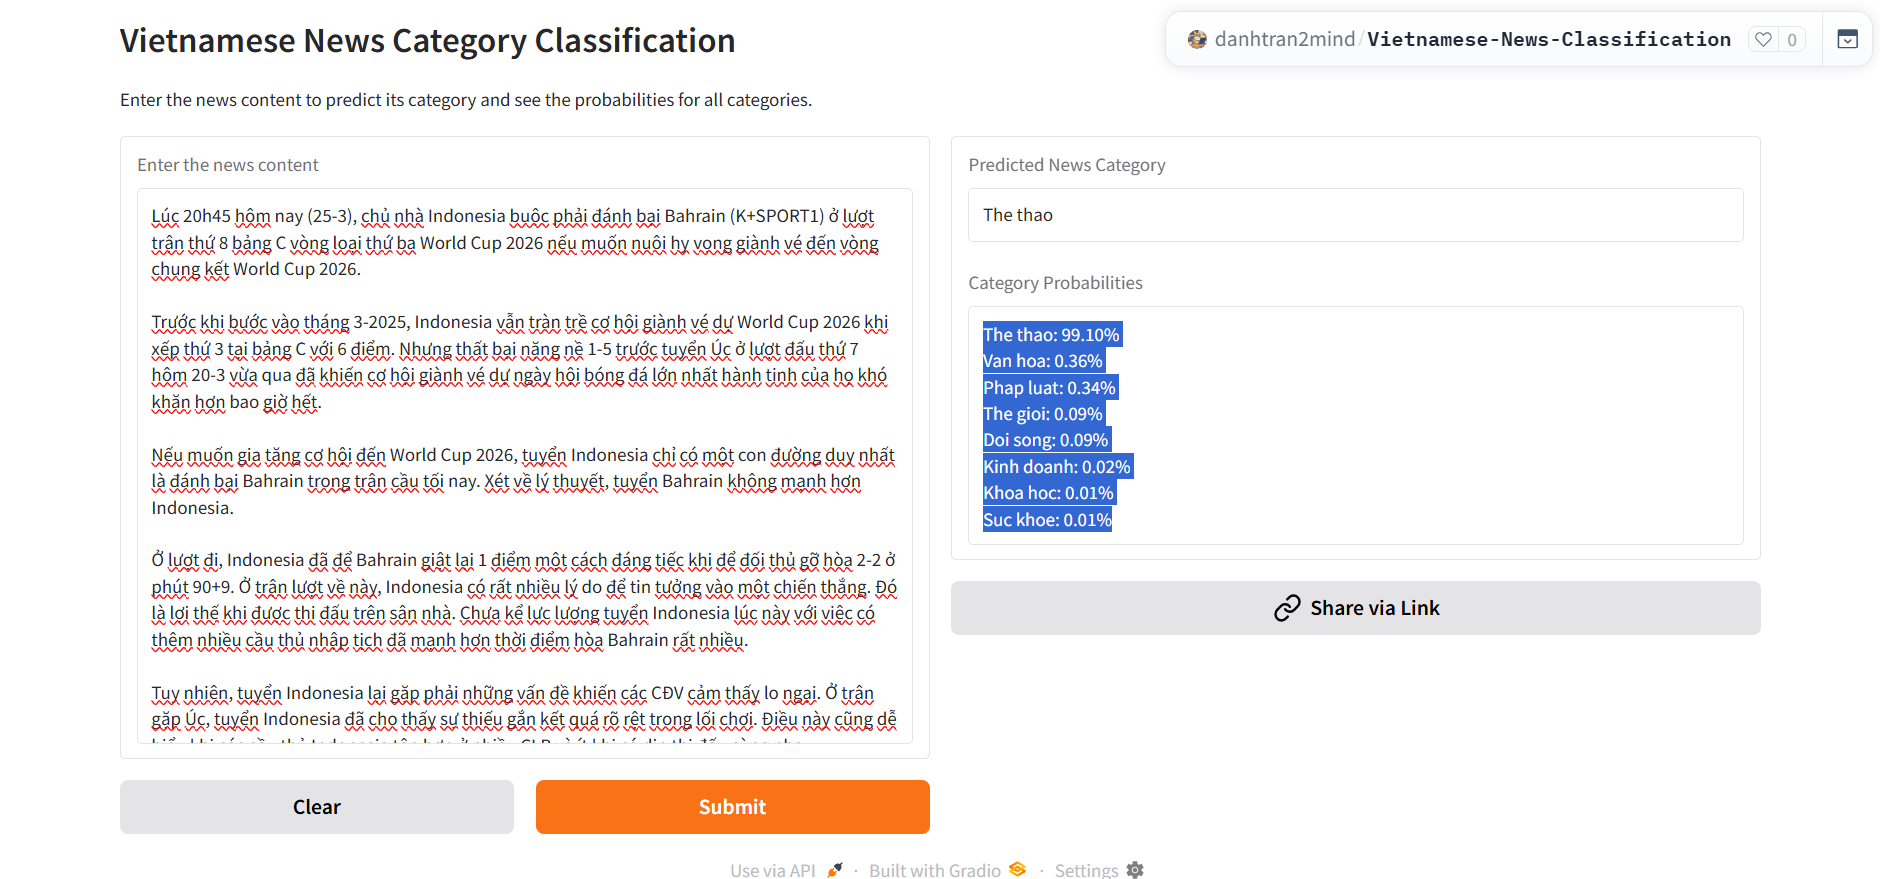 Vietnamese News Category Classification
danhtran2mind/Vietnamese-News-Classification
0
Enter the news content to predict its category and see the probabilities for all categories.
Enter the news content
Lúc 20h45 hôm nay (25-3), chủ nhà Indonesia buộc phải đánh bại Bahrain (K+SPORT1) ở lượt
trận thứ 8 bảng C vòng loại thứ ba World Cup 2026 nếu muốn nuôi hy vọng giành vé đến vòng
chung kết World Cup 2026.
Trước khi bước vào tháng 3-2025, Indonesia vẫn tràn trề cơ hội giành vé dự World Cup 2026 khi
xếp thứ 3 tại bảng C với 6 điểm. Nhưng thất bại nặng nề 1-5 trước tuyển Úc ở lượt đấu thứ 7
hôm 20-3 vừa qua đã khiến cơ hội giành vé dự ngày hội bóng đá lớn nhất hành tinh của họ khó
khăn hơn bao giờ hết.
Nếu muốn gia tăng cơ hội đến World Cup 2026, tuyển Indonesia chỉ có một con đường duy nhất
là đánh bại Bahrain trong trận cầu tối nay. Xét về lý thuyết, tuyển Bahrain không mạnh hơn
Indonesia.
Ở lượt đi, Indonesia đã để Bahrain giật lại 1 điểm một cách đáng tiếc khi để đối thủ gỡ hòa 2-2 ở
phút 90+9. Ở trận lượt về này, Indonesia có rất nhiều lý do để tin tưởng vào một chiến thắng. Đó
là lợi thế khi được thi đấu trên sân nhà. Chưa kể lực lượng tuyển Indonesia lúc này với việc có
thêm nhiều cầu thủ nhập tịch đã mạnh hơn thời điểm hòa Bahrain rất nhiều.
Tuy nhiên, tuyển Indonesia lại gặp phải những vấn đề khiến các CĐV cảm thấy lo ngại. Ở trận
gặp Úc, tuyển Indonesia đã cho thấy sự thiếu gắn kết quá rõ rệt trong lối chơi. Điều này cũng dễ
Clear
Submit
Predicted News Category
The thao
Category Probabilities
The thao: 99.10%
Van hoa: 0.36%
Phap luat: 0.34%
The gioi: 0.09%
Doi song: 0.09%
Kinh doanh: 0.02%
Khoa hoc: 0.01%
Suc khoe: 0.01%
Share via Link
Use via API · Built with Gradio · Settings